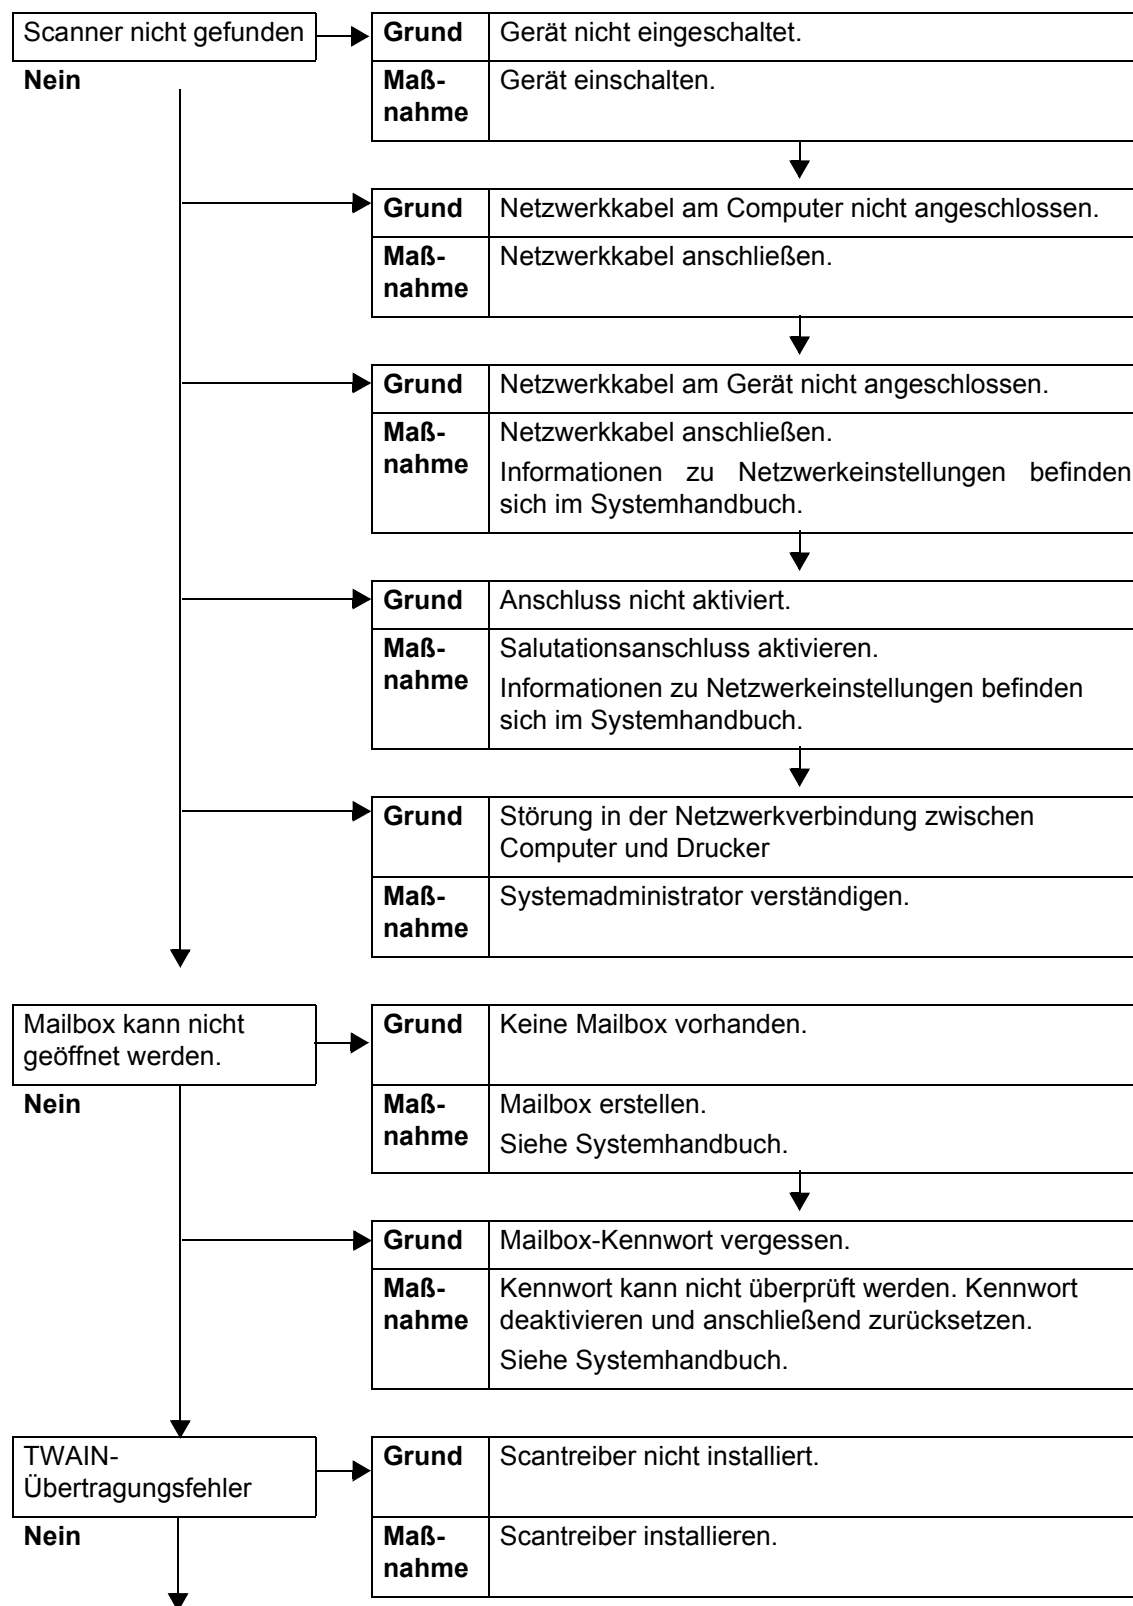 Scanner nicht gefunden
Grund
Gerät nicht eingeschaltet.
Nein
Maß-
nahme
Gerät einschalten.
Grund
Netzwerkkabel am Computer nicht angeschlossen.
Maß-
nahme
Netzwerkkabel anschließen.
Grund
Netzwerkkabel am Gerät nicht angeschlossen.
Maß-
nahme
Netzwerkkabel anschließen.
Informationen zu Netzwerkeinstellungen befinden
sich im Systemhandbuch.
Grund
Anschluss nicht aktiviert.
Maß-
nahme
Salutationsanschluss aktivieren.
Informationen zu Netzwerkeinstellungen befinden
sich im Systemhandbuch.
Grund
Störung in der Netzwerkverbindung zwischen
Computer und Drucker
Maß-
nahme
Systemadministrator verständigen.
Mailbox kann nicht
geöffnet werden.
Grund
Keine Mailbox vorhanden.
Nein
Maß-
nahme
Mailbox erstellen.
Siehe Systemhandbuch.
Grund
Mailbox-Kennwort vergessen.
Maß-
nahme
Kennwort kann nicht überprüft werden. Kennwort
deaktivieren und anschließend zurücksetzen.
Siehe Systemhandbuch.
TWAIN-
Übertragungsfehler
Grund
Scantreiber nicht installiert.
Nein
Maß-
nahme
Scantreiber installieren.